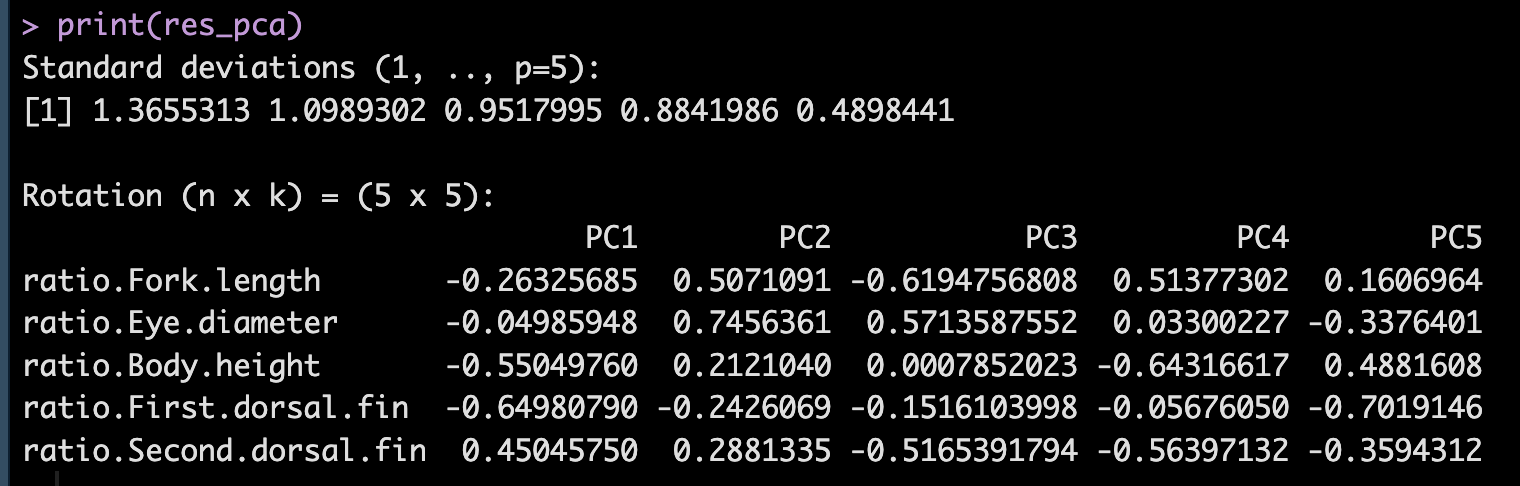 > print(res_pca)
Standard deviations (1, .., p=5):
[1] 1.3655313 1.0989302 0.9517995 0.8841986 0.4898441

Rotation (n x k) = (5 x 5):
                                PC1        PC2           PC3         PC4        PC5
ratio.Fork.length       -0.26325685  0.5071091 -0.6194756808  0.51377302  0.1606964
ratio.Eye.diameter      -0.04985948  0.7456361  0.5713587552  0.03300227 -0.3376401
ratio.Body.height       -0.55049760  0.2121040  0.0007852023 -0.64316617  0.4881608
ratio.First.dorsal.fin  -0.64980790 -0.2426069 -0.1516103998 -0.05676050 -0.7019146
ratio.Second.dorsal.fin  0.45045750  0.2881335 -0.5165391794 -0.56397132 -0.3594312